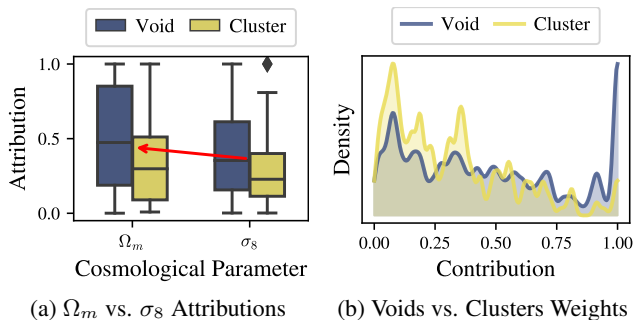 Void Cluster
1.0
0.5
0.0
Attribution
Ωₘ σ₈
Cosmological Parameter
(a) Ωₘ vs. σ₈ Attributions
Void Cluster
Density
0.00 0.25 0.50 0.75 1.00
Contribution
(b) Voids vs. Clusters Weights